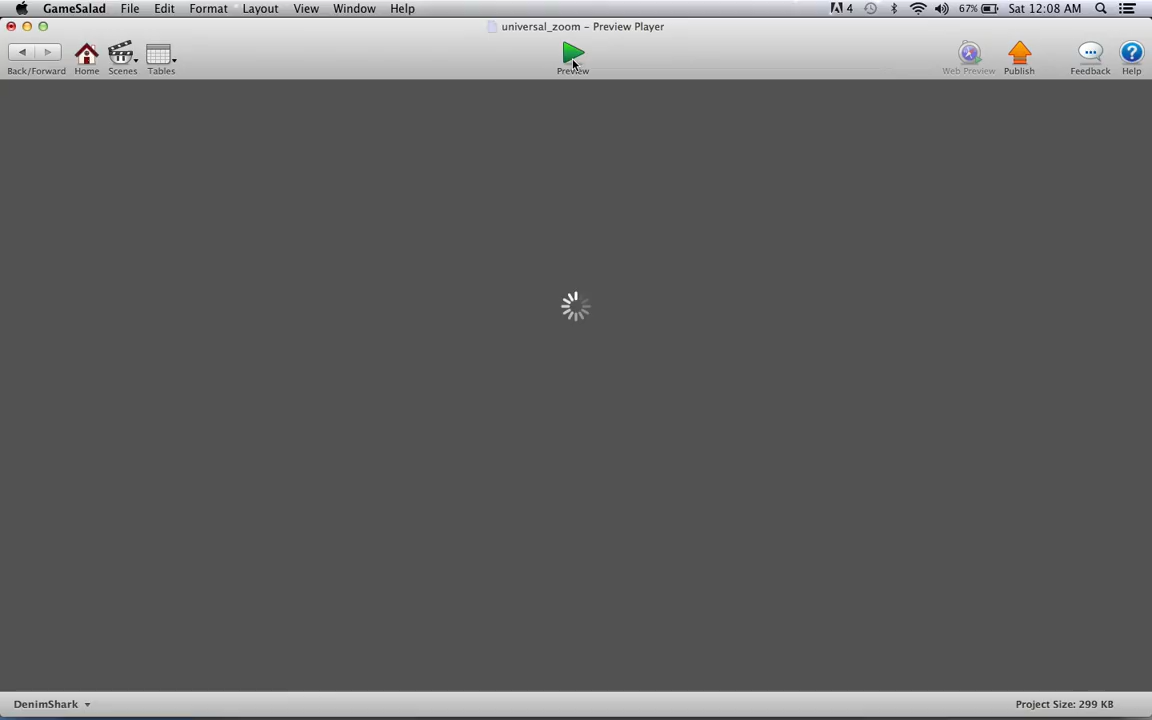 GameSalad File Edit Format Layout View Window Help 4 67% Sat 12:08 AM
universal_zoom – Preview Player
Back/Forward Home Scenes Tables Preview Web Preview Publish Feedback Help
DenimShark Project Size: 299 KB